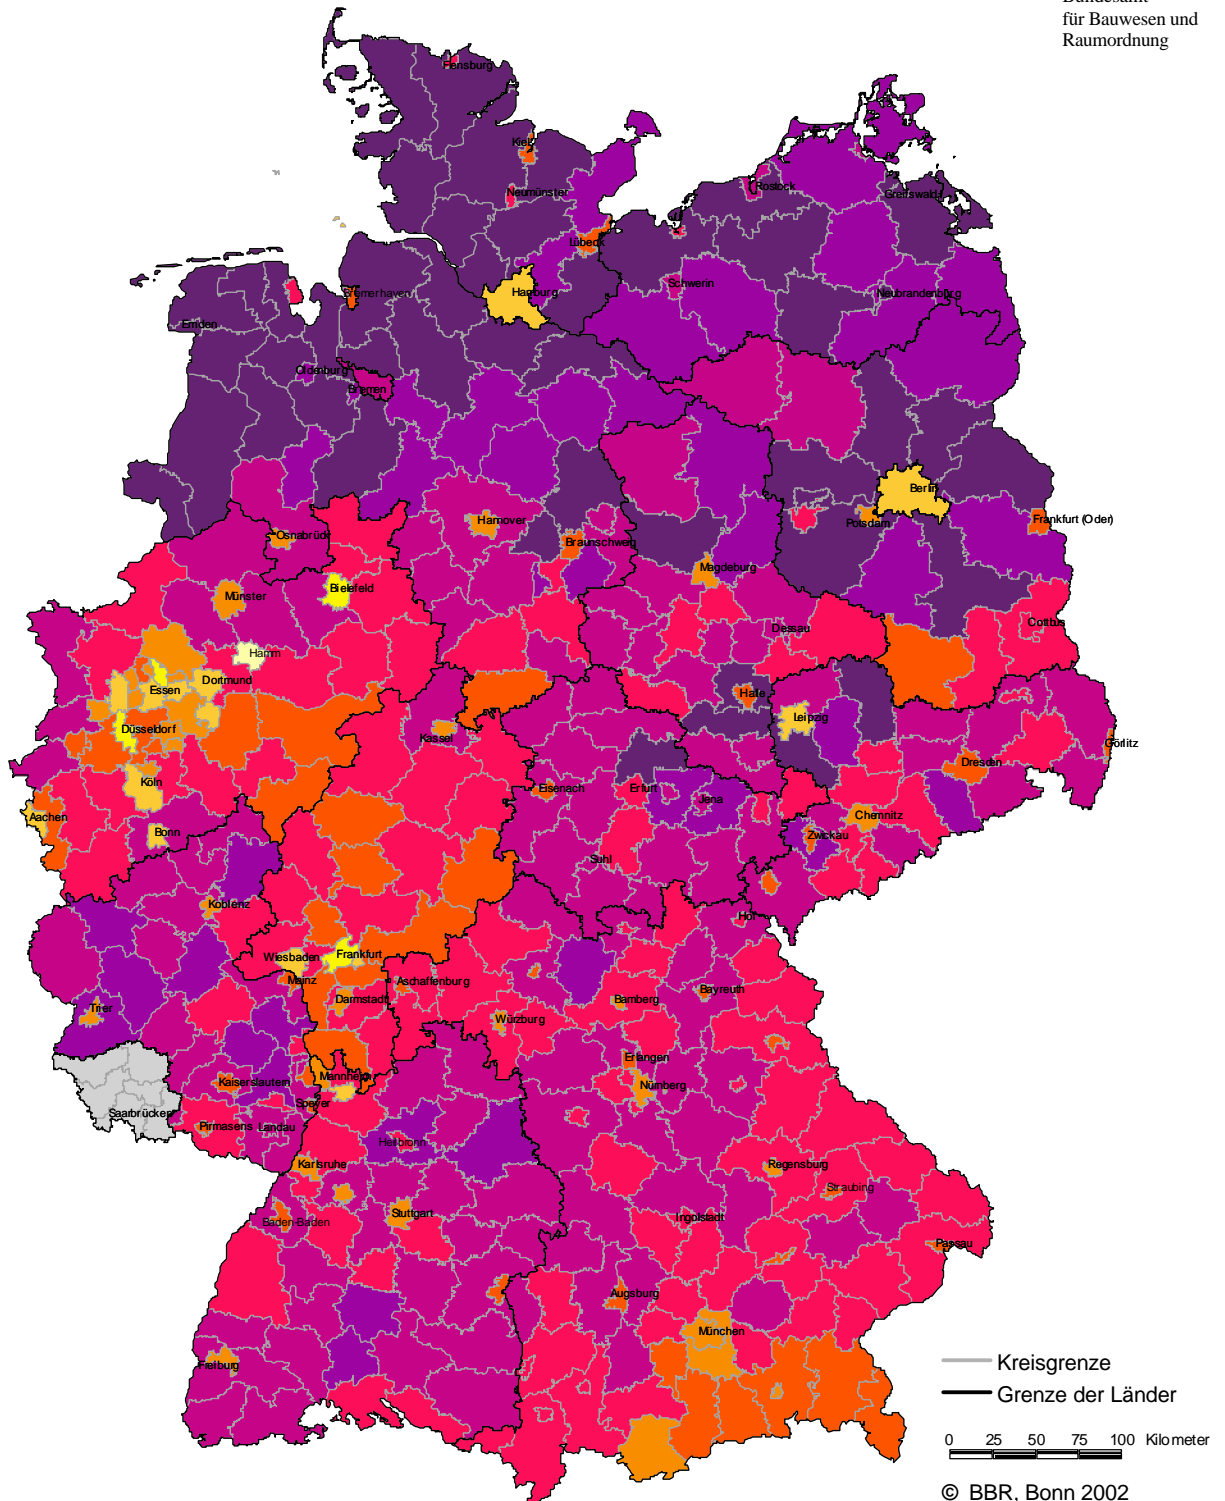 für Bauwesen und
Raumordnung
Flensburg
Kiel
Neumünster
Rostock
Greifswald
Lübeck
Schwerin
Hamburg
Bremerhaven
Neubrandenburg
Emden
Oldenburg
Bremen
Berlin
Hannover
Potsdam
Frankfurt (Oder)
Osnabrück
Braunschweig
Magdeburg
Bielefeld
Münster
Cottbus
Dessau
Hamm
Dortmund
Essen
Halle
Leipzig
Düsseldorf
Kassel
Görlitz
Dresden
Köln
Eisenach
Erfurt
Jena
Aachen
Chemnitz
Bonn
Zwickau
Suhl
Koblenz
Hof
Wiesbaden
Frankfurt
Mainz
Aschaffenburg
Bayreuth
Darmstadt
Bamberg
Trier
Würzburg
Erlangen
Mannheim
Kaiserslautern
Nürnberg
Speyer
Saarbrücken
Pirmasens
Landau
Heilbronn
Karlsruhe
Regensburg
Straubing
Stuttgart
Baden-Baden
Ingolstadt
Passau
Augsburg
München
Freiburg
Kreisgrenze
Grenze der Länder
0 25 50 75 100 Kilometer
© BBR, Bonn 2002